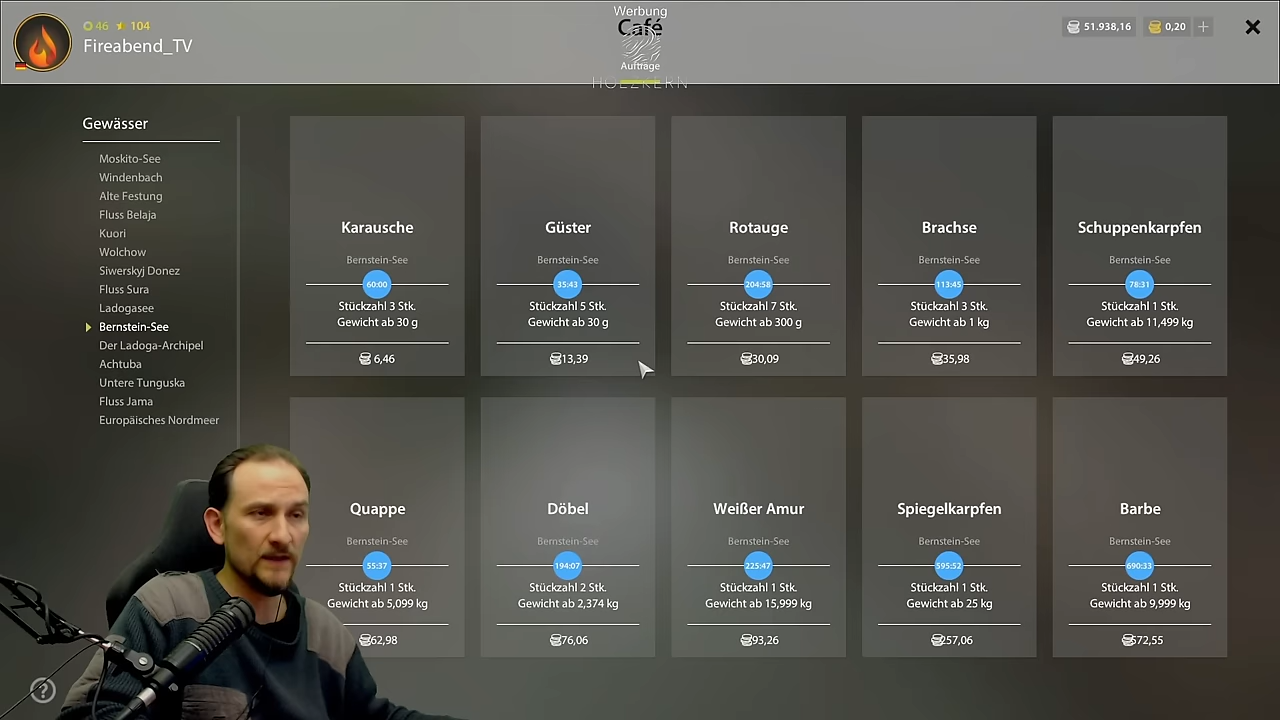 46 104
Fireabend_TV
Werbung
Café
Aufträge
HOLZKERN
51.938,16
0,20
Gewässer
Moskito-See
Windenbach
Alte Festung
Fluss Belaja
Kuori
Wolchow
Siwerskyj Donez
Fluss Sura
Ladogasee
Bernstein-See
Der Ladoga-Archipel
Achtuba
Untere Tunguska
Fluss Jama
Europäisches Nordmeer
Karausche
Bernstein-See
60:00
Stückzahl 3 Stk.
Gewicht ab 30 g
6,46
Güster
Bernstein-See
35:43
Stückzahl 5 Stk.
Gewicht ab 30 g
13,39
Rotauge
Bernstein-See
204:58
Stückzahl 7 Stk.
Gewicht ab 300 g
30,09
Brachse
Bernstein-See
113:45
Stückzahl 3 Stk.
Gewicht ab 1 kg
35,98
Schuppenkarpfen
Bernstein-See
78:31
Stückzahl 1 Stk.
Gewicht ab 11,499 kg
49,26
Quappe
Bernstein-See
55:37
Stückzahl 1 Stk.
Gewicht ab 5,099 kg
62,98
Döbel
Bernstein-See
194:07
Stückzahl 2 Stk.
Gewicht ab 2,374 kg
76,06
Weißer Amur
Bernstein-See
225:47
Stückzahl 1 Stk.
Gewicht ab 15,999 kg
93,26
Spiegelkarpfen
Bernstein-See
595:52
Stückzahl 1 Stk.
Gewicht ab 25 kg
257,06
Barbe
Bernstein-See
690:33
Stückzahl 1 Stk.
Gewicht ab 9,999 kg
572,55